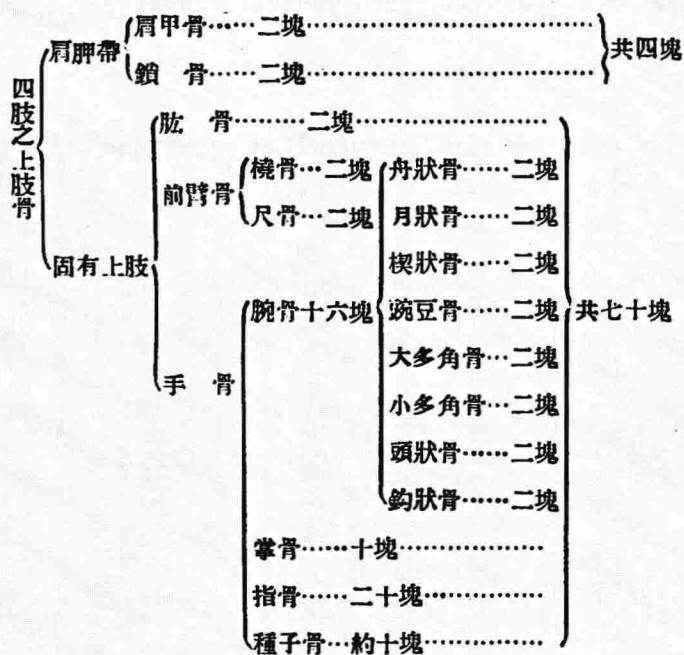 四肢之上肢骨
肩胛帶
肩甲骨……二塊……………………………
鎖　骨……二塊……………………………
共四塊
固有上肢
肱　骨………二塊…………………
前臂骨
橈骨…二塊
尺骨…二塊
手　骨
腕骨十六塊
舟狀骨……二塊
月狀骨……二塊
楔狀骨……二塊
豌豆骨……二塊
大多角骨…二塊
小多角骨…二塊
頭狀骨……二塊
鈎狀骨……二塊
掌骨……十塊………………
指骨……二十塊……………
種子骨…約十塊……………
共七十塊